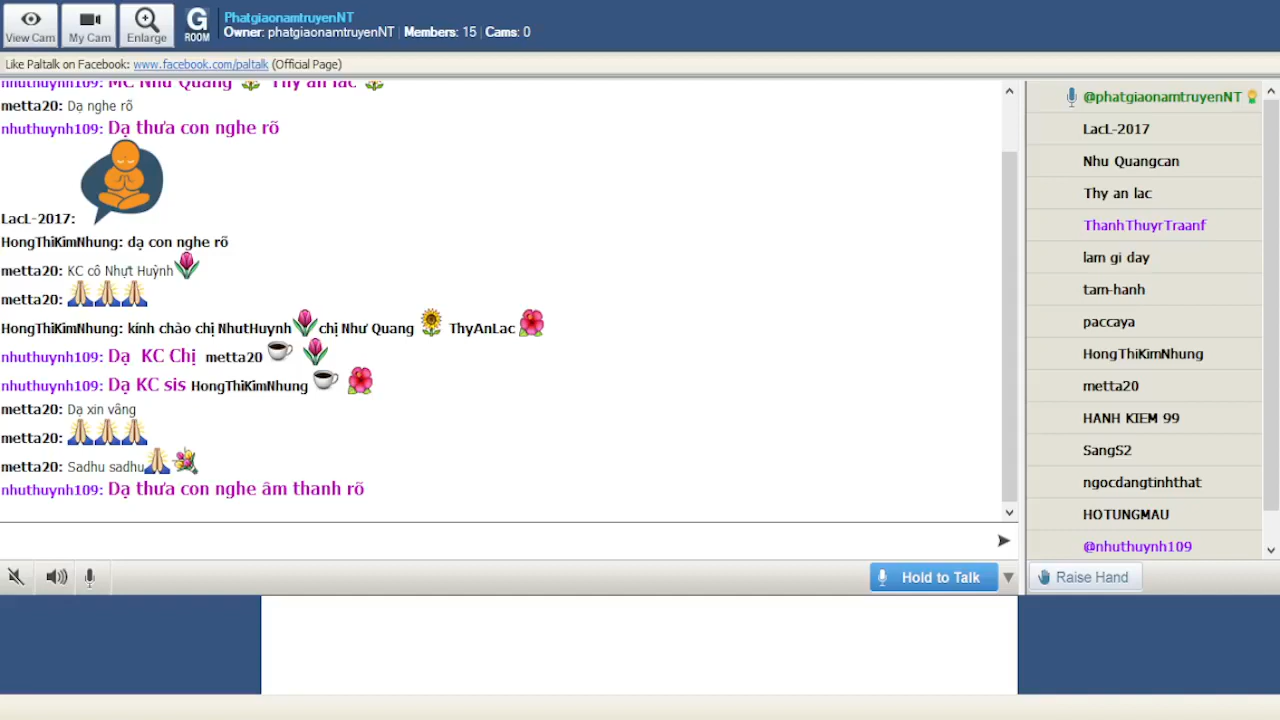 View Cam
My Cam
Enlarge
G
ROOM
PhatgiaonamtruyenNT
Owner: phatgiaonamtruyenNT | Members: 15 | Cams: 0
Like Paltalk on Facebook: www.facebook.com/paltalk (Official Page)
nhuthuynh109: MC Như Quang Thy an lac
metta20: Dạ nghe rõ
nhuthuynh109: Dạ thưa con nghe rõ
LacL-2017:
HongThiKimNhung: dạ con nghe rõ
metta20: KC cô Nhựt Huỳnh
metta20:
HongThiKimNhung: kính chào chị NhutHuynh chị Như Quang ThyAnLac
nhuthuynh109: Dạ KC Chị metta20
nhuthuynh109: Dạ KC sis HongThiKimNhung
metta20: Dạ xin vâng
metta20:
metta20: Sadhu sadhu
nhuthuynh109: Dạ thưa con nghe âm thanh rõ
Hold to Talk
@phatgiaonamtruyenNT
LacL-2017
Nhu Quangcan
Thy an lac
ThanhThuyrTraanf
lam gi day
tam-hanh
paccaya
HongThiKimNhung
metta20
HANH KIEM 99
SangS2
ngocdangtinhthat
HOTUNGMAU
@nhuthuynh109
Raise Hand